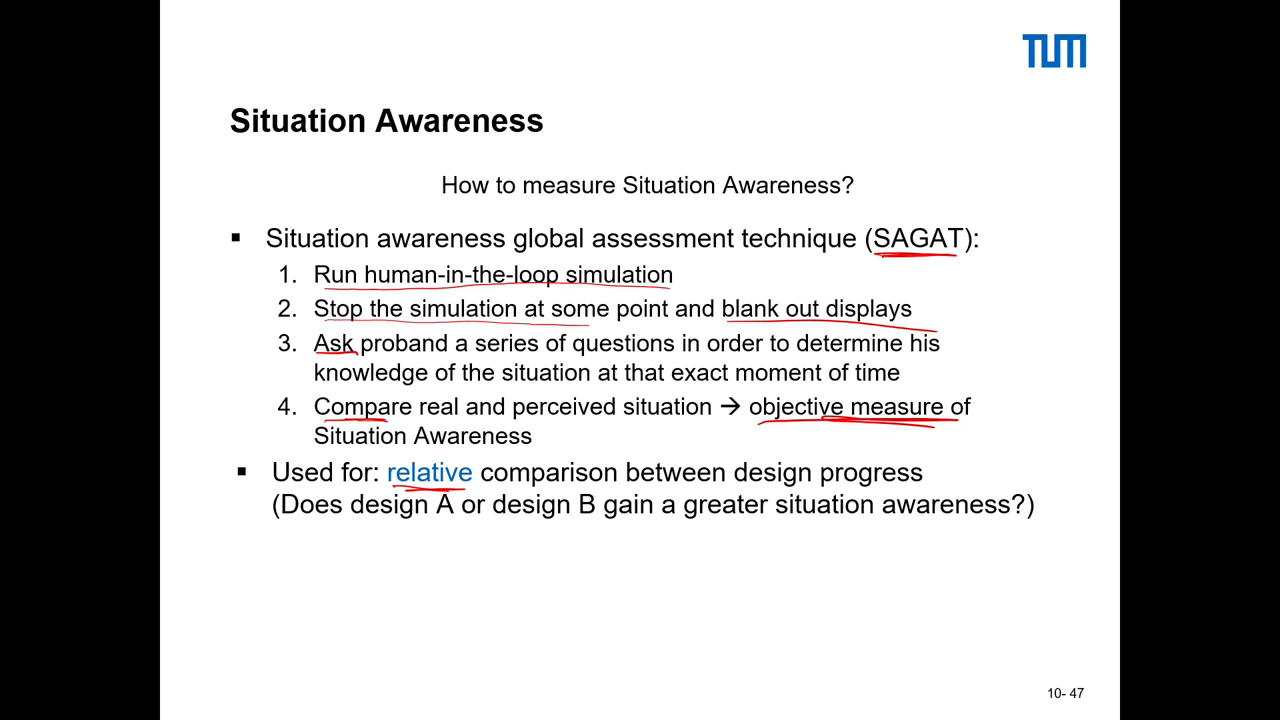 TUM
Situation Awareness
How to measure Situation Awareness?
▪ Situation awareness global assessment technique (SAGAT):
1. Run human-in-the-loop simulation
2. Stop the simulation at some point and blank out displays
3. Ask proband a series of questions in order to determine his
knowledge of the situation at that exact moment of time
4. Compare real and perceived situation → objective measure of
Situation Awareness
▪ Used for: relative comparison between design progress
(Does design A or design B gain a greater situation awareness?)
10- 47